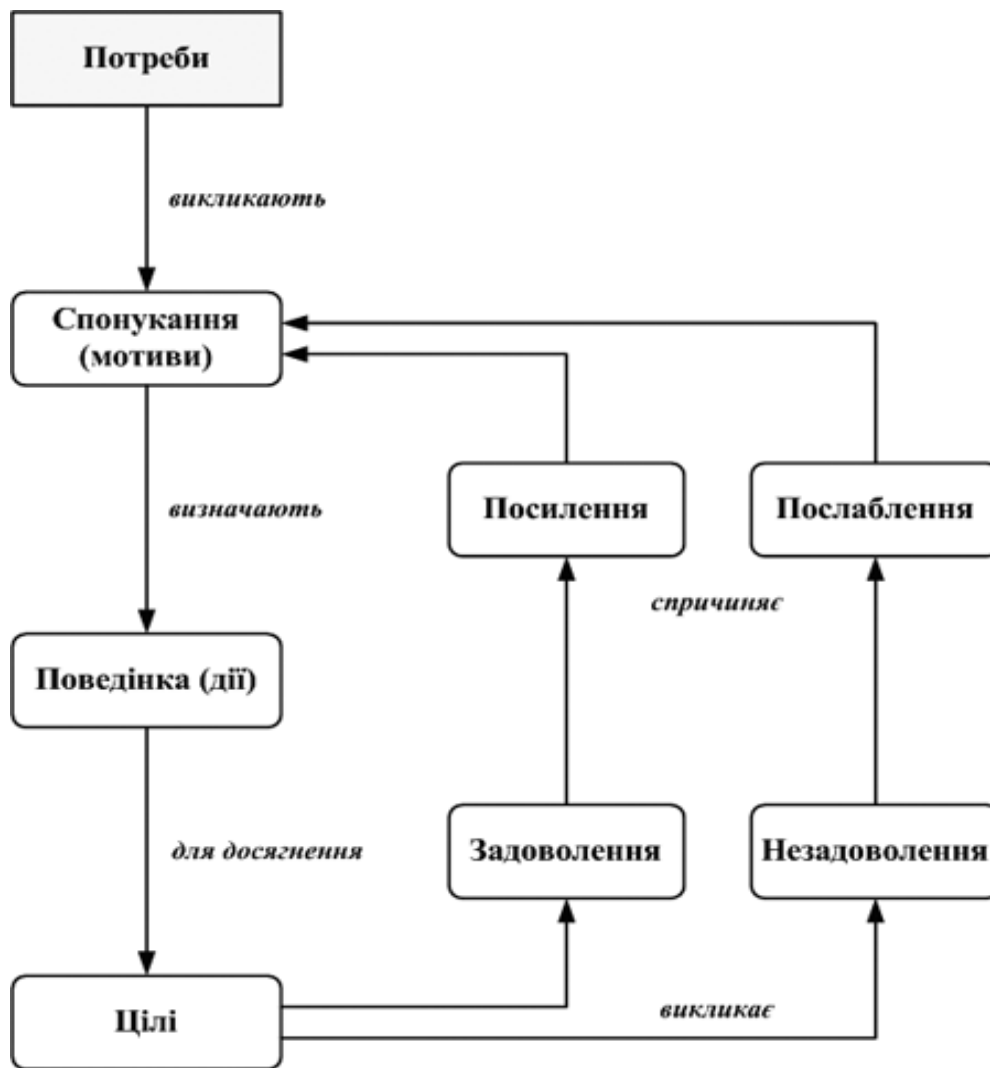 Потреби
викликають
Спонукання
(мотиви)
визначають
Посилення
Послаблення
спричиняє
Поведінка (дії)
для досягнення
Задоволення
Незадоволення
Цілі
викликає